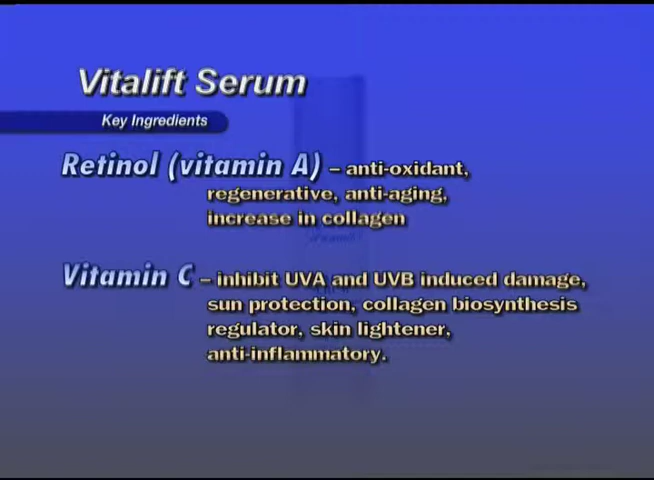 Vitalift Serum
Key Ingredients
Retinol (vitamin A) – anti-oxidant,
regenerative, anti-aging,
increase in collagen
Vitamin C – inhibit UVA and UVB induced damage,
sun protection, collagen biosynthesis
regulator, skin lightener,
anti-inflammatory.